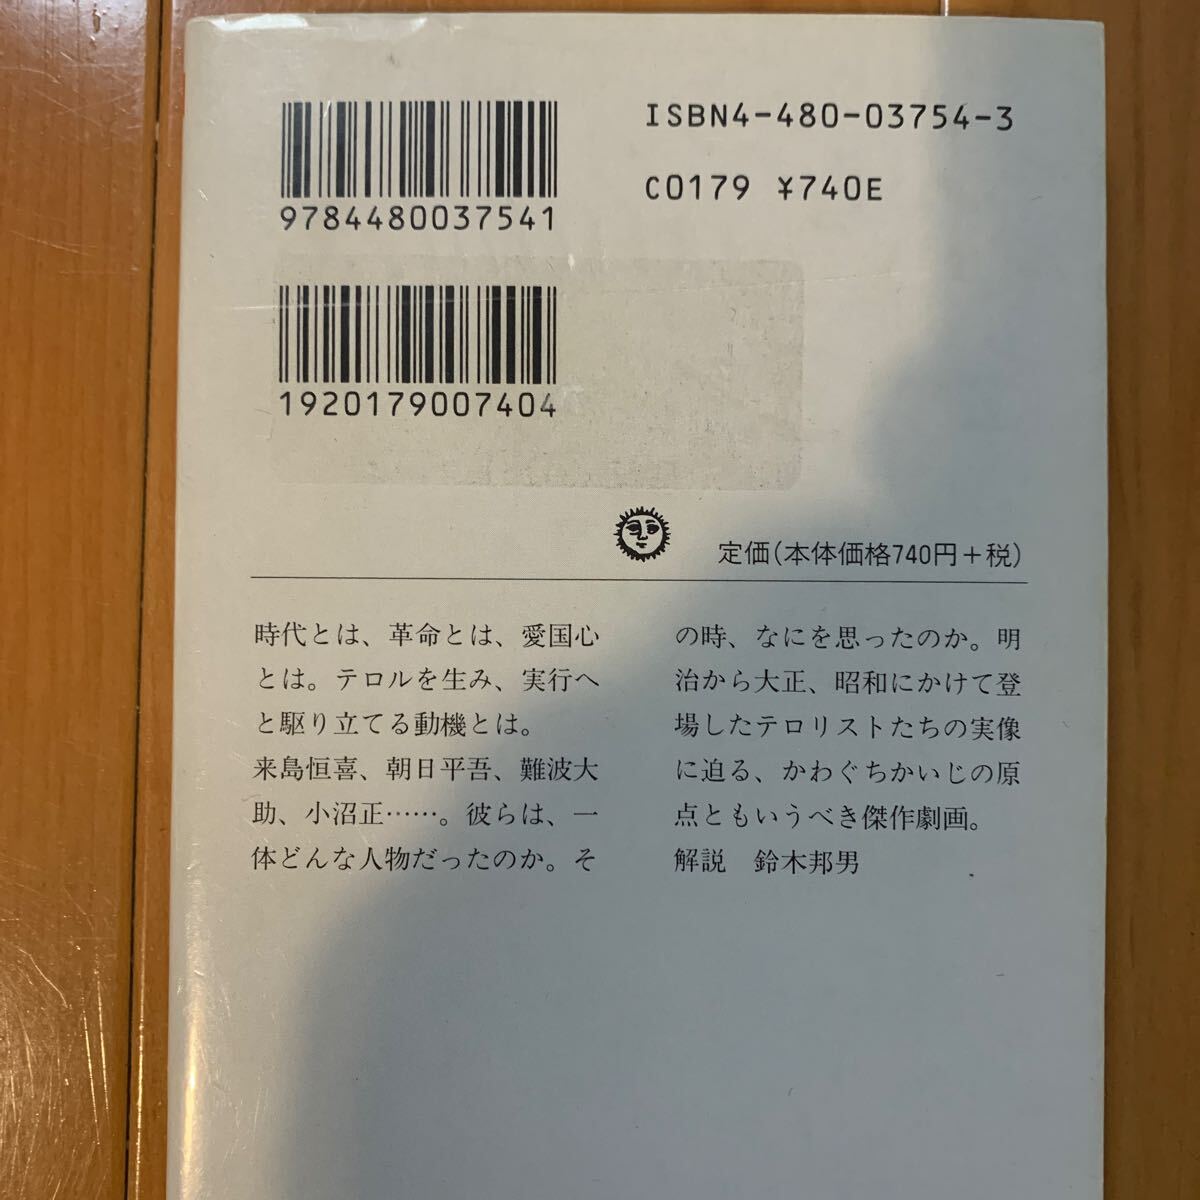 ISBN4-480-03754-3
C0179 ¥740E
9784480037541
1920179007404
定価(本体価格740円+税)
時代とは、革命とは、愛国心
とは。テロルを生み、実行へ
と駆り立てる動機とは。
来島恒喜、朝日平吾、難波大
助、小沼正……。彼らは、一
体どんな人物だったのか。そ
の時、なにを思ったのか。明
治から大正、昭和にかけて登
場したテロリストたちの実像
に迫る、かわぐちかいじの原
点ともいうべき傑作劇画。
解説 鈴木邦男